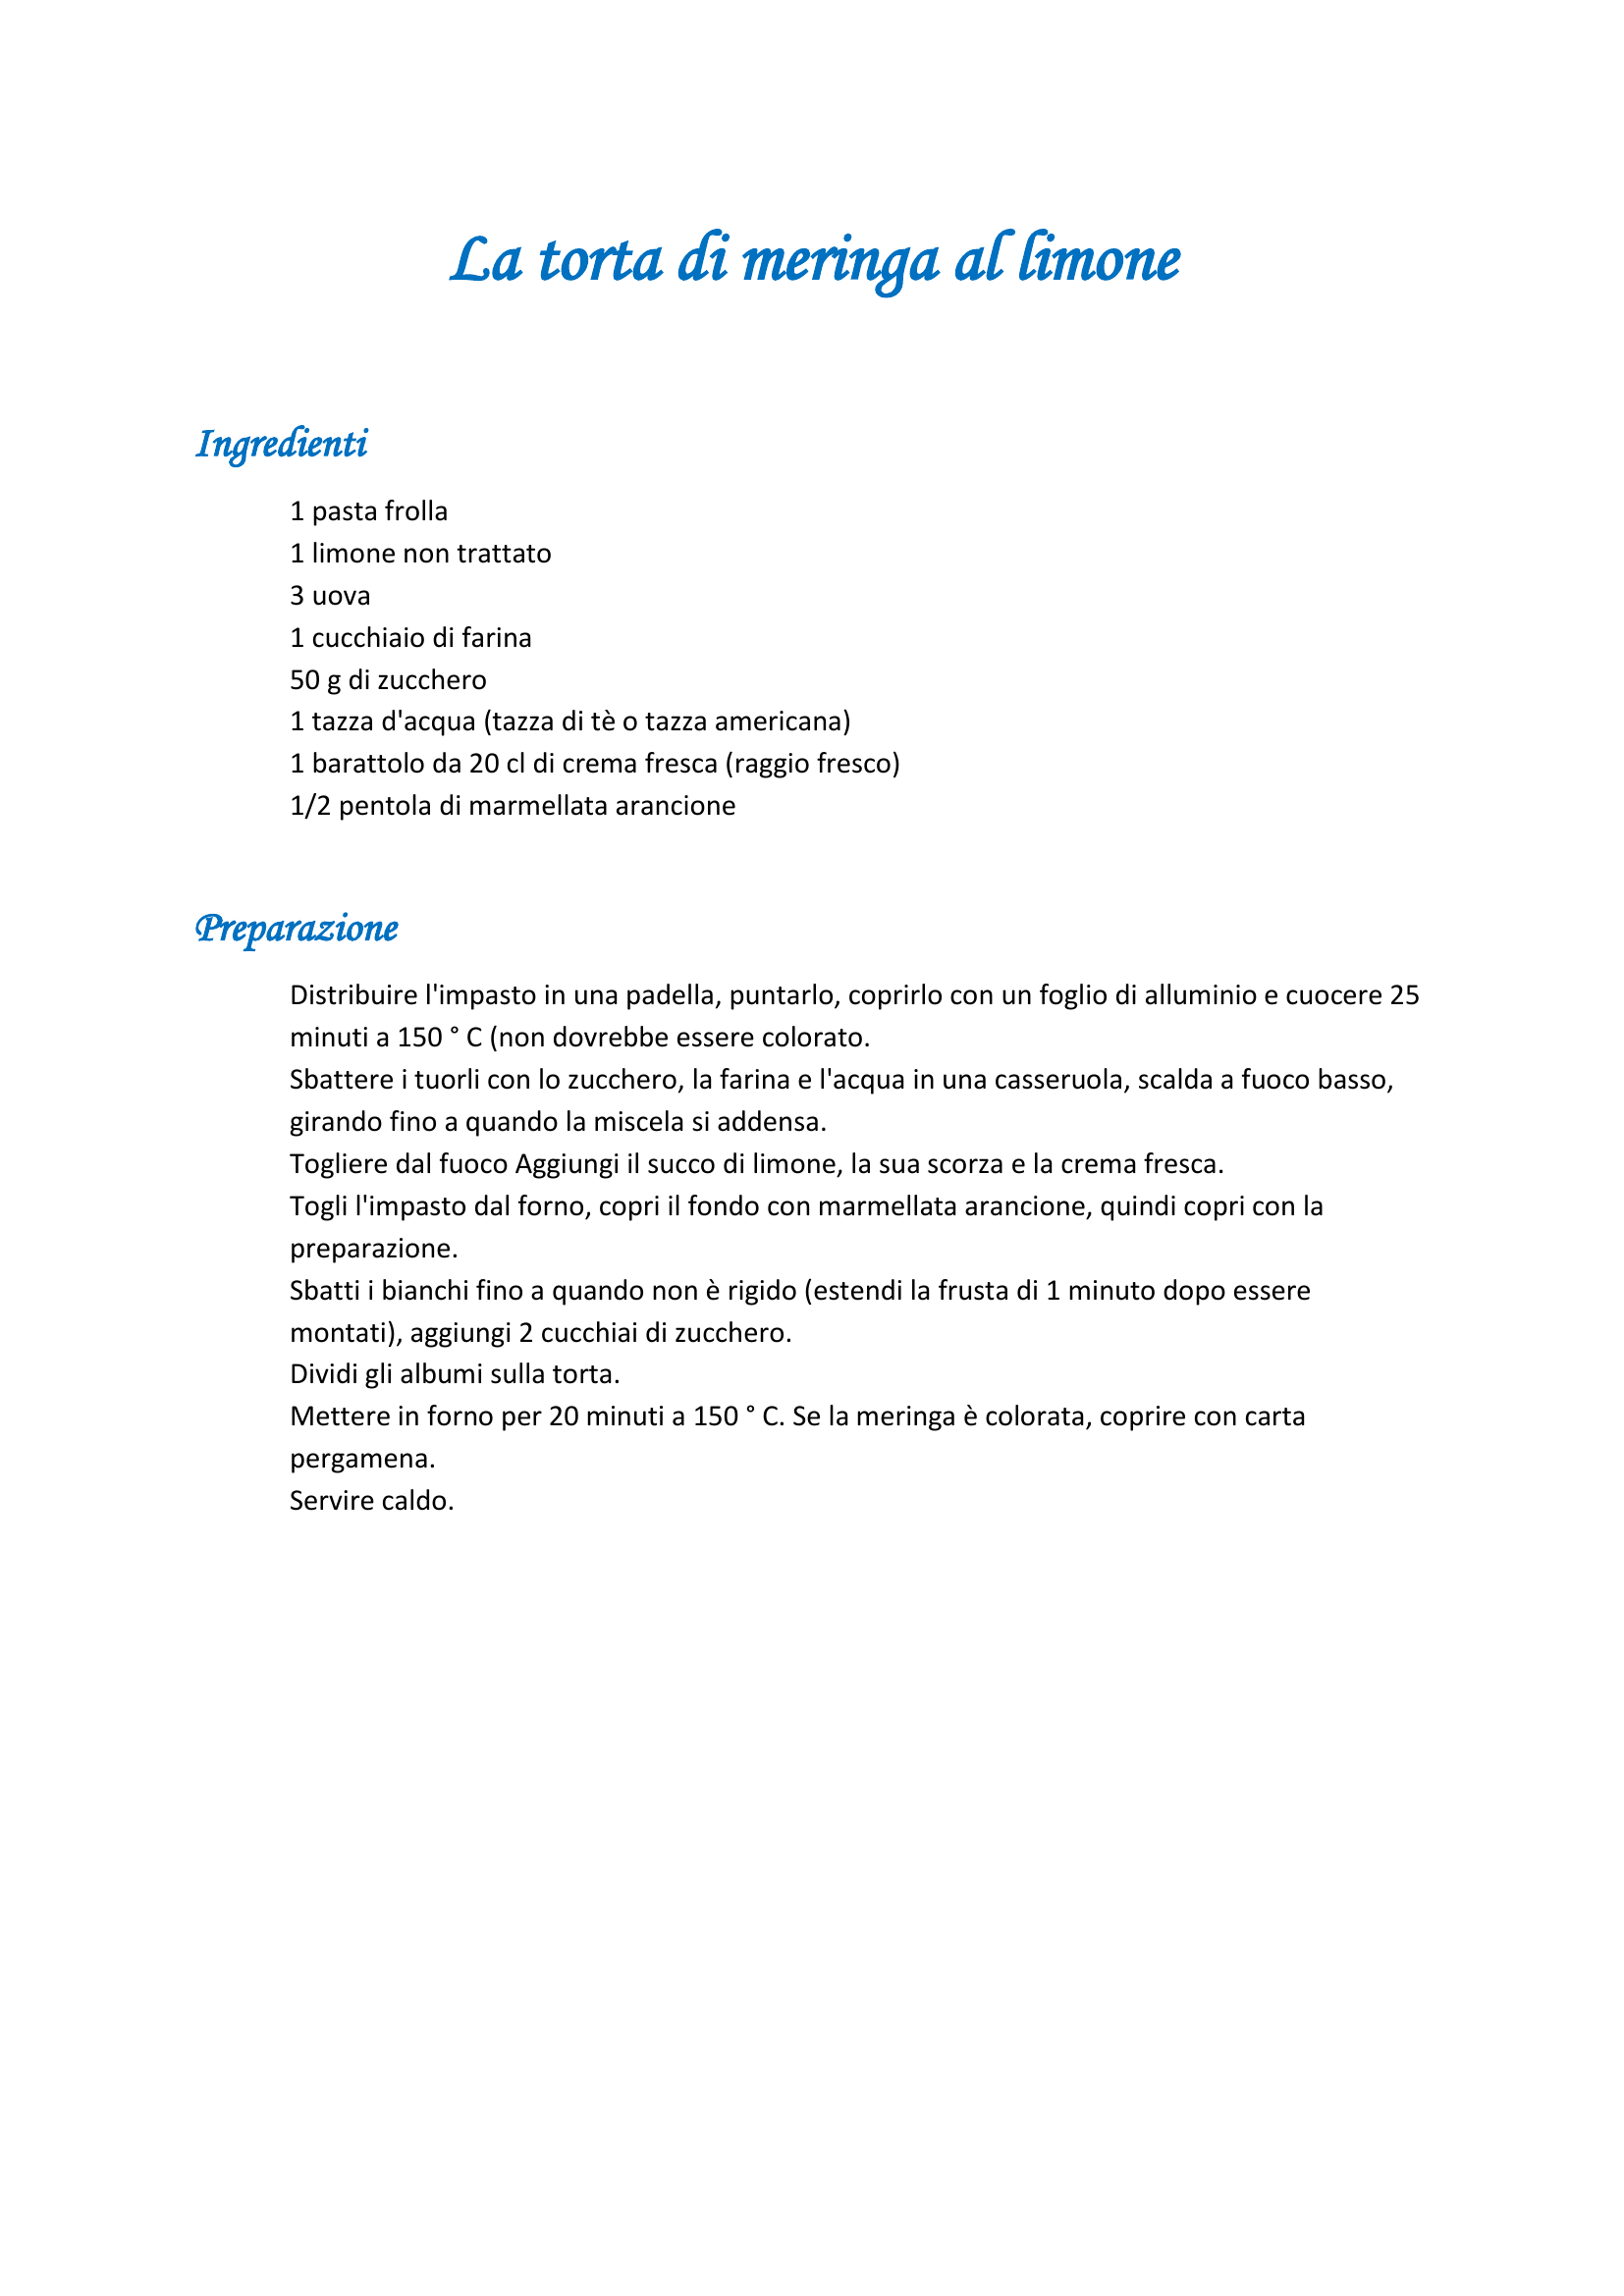 La torta di meringa al limone
Ingredienti
1 pasta frolla
1 limone non trattato
3 uova
1 cucchiaio di farina
50 g di zucchero
1 tazza d'acqua (tazza di tè o tazza americana)
1 barattolo da 20 cl di crema fresca (raggio fresco)
1/2 pentola di marmellata arancione
Preparazione
Distribuire l'impasto in una padella, puntarlo, coprirlo con un foglio di alluminio e cuocere 25
minuti a 150 ° C (non dovrebbe essere colorato.
Sbattere i tuorli con lo zucchero, la farina e l'acqua in una casseruola, scalda a fuoco basso,
girando fino a quando la miscela si addensa.
Togliere dal fuoco Aggiungi il succo di limone, la sua scorza e la crema fresca.
Togli l'impasto dal forno, copri il fondo con marmellata arancione, quindi copri con la
preparazione.
Sbatti i bianchi fino a quando non è rigido (estendi la frusta di 1 minuto dopo essere
montati), aggiungi 2 cucchiai di zucchero.
Dividi gli albumi sulla torta.
Mettere in forno per 20 minuti a 150 ° C. Se la meringa è colorata, coprire con carta
pergamena.
Servire caldo.